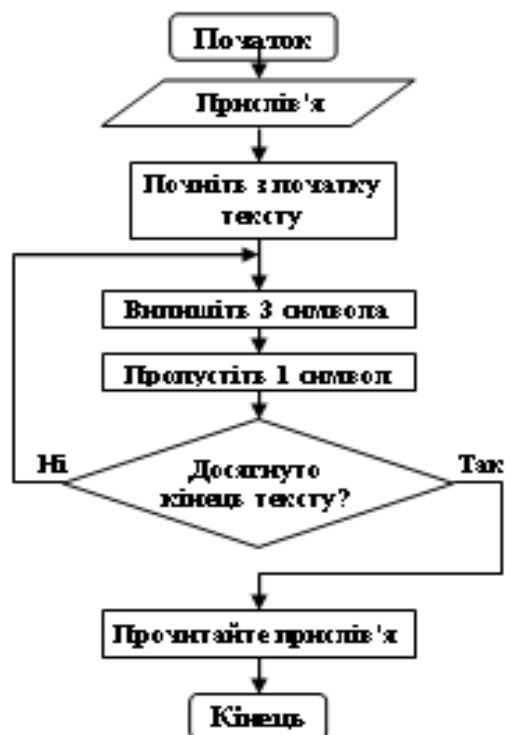 Початок
Прислів'я
Почніть з початку
тексту
Випишіть 3 символа
Пропустіть 1 символ
Ні
Так
Досягнуто
кінець тексту?
Прочитайте прислів'я
Кінець